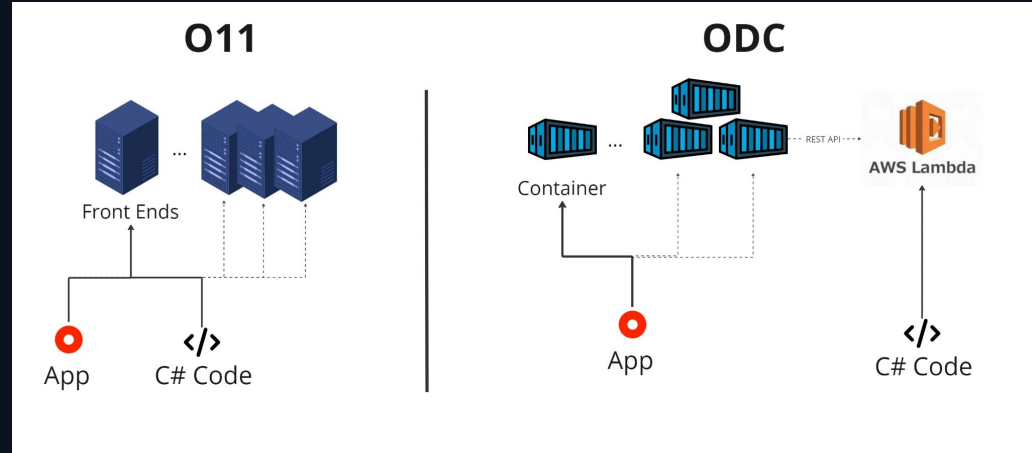 O11
ODC
...
...
REST API
AWS Lambda
Front Ends
Container
</>
</>
App
C# Code
App
C# Code